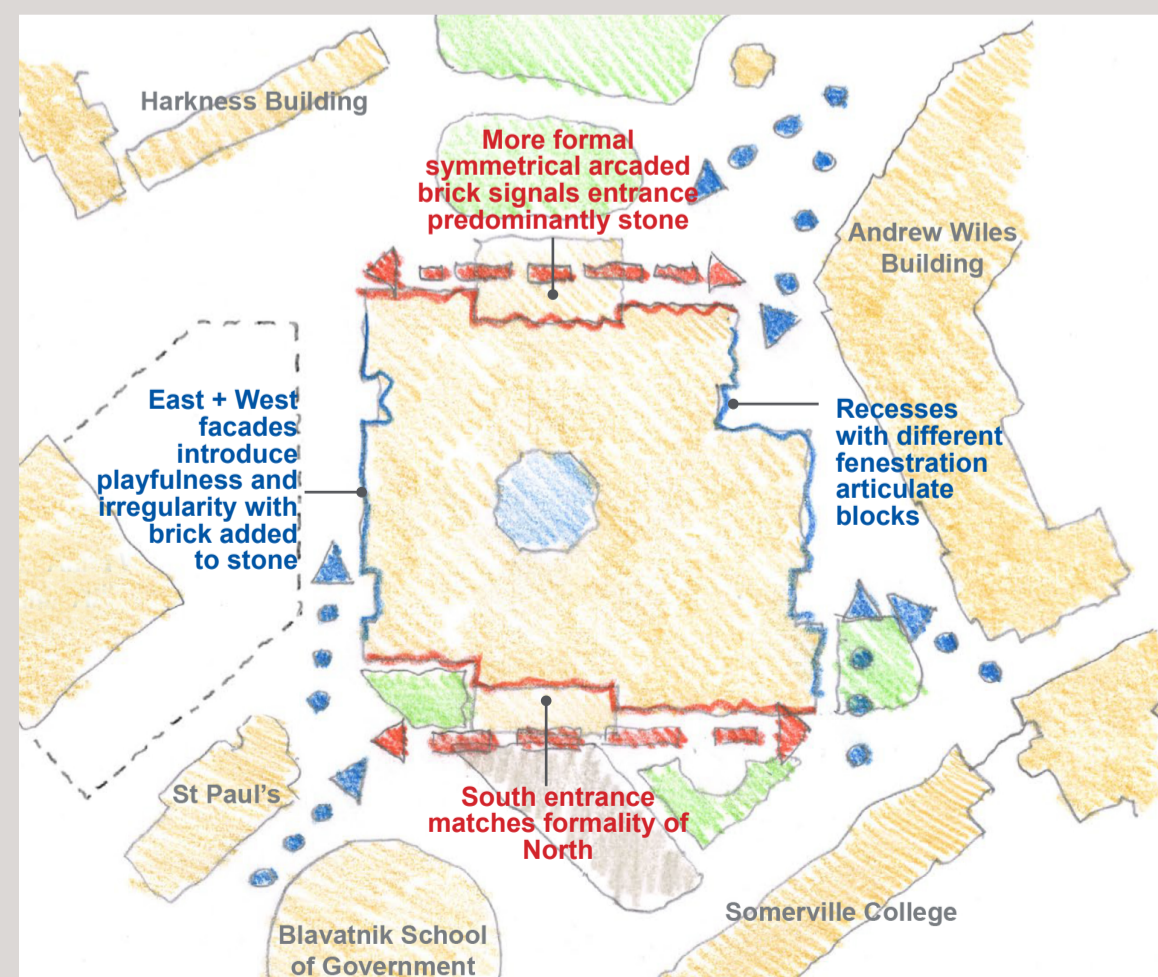 Harkness Building
More formal
symmetrical arcaded
brick signals entrance
predominantly stone
Andrew Wiles
Building
East + West
facades
introduce
playfulness and
irregularity with
brick added
to stone
Recesses
with different
fenestration
articulate
blocks
St Paul's
South entrance
matches formality of
North
Somerville College
Blavatnik School
of Government